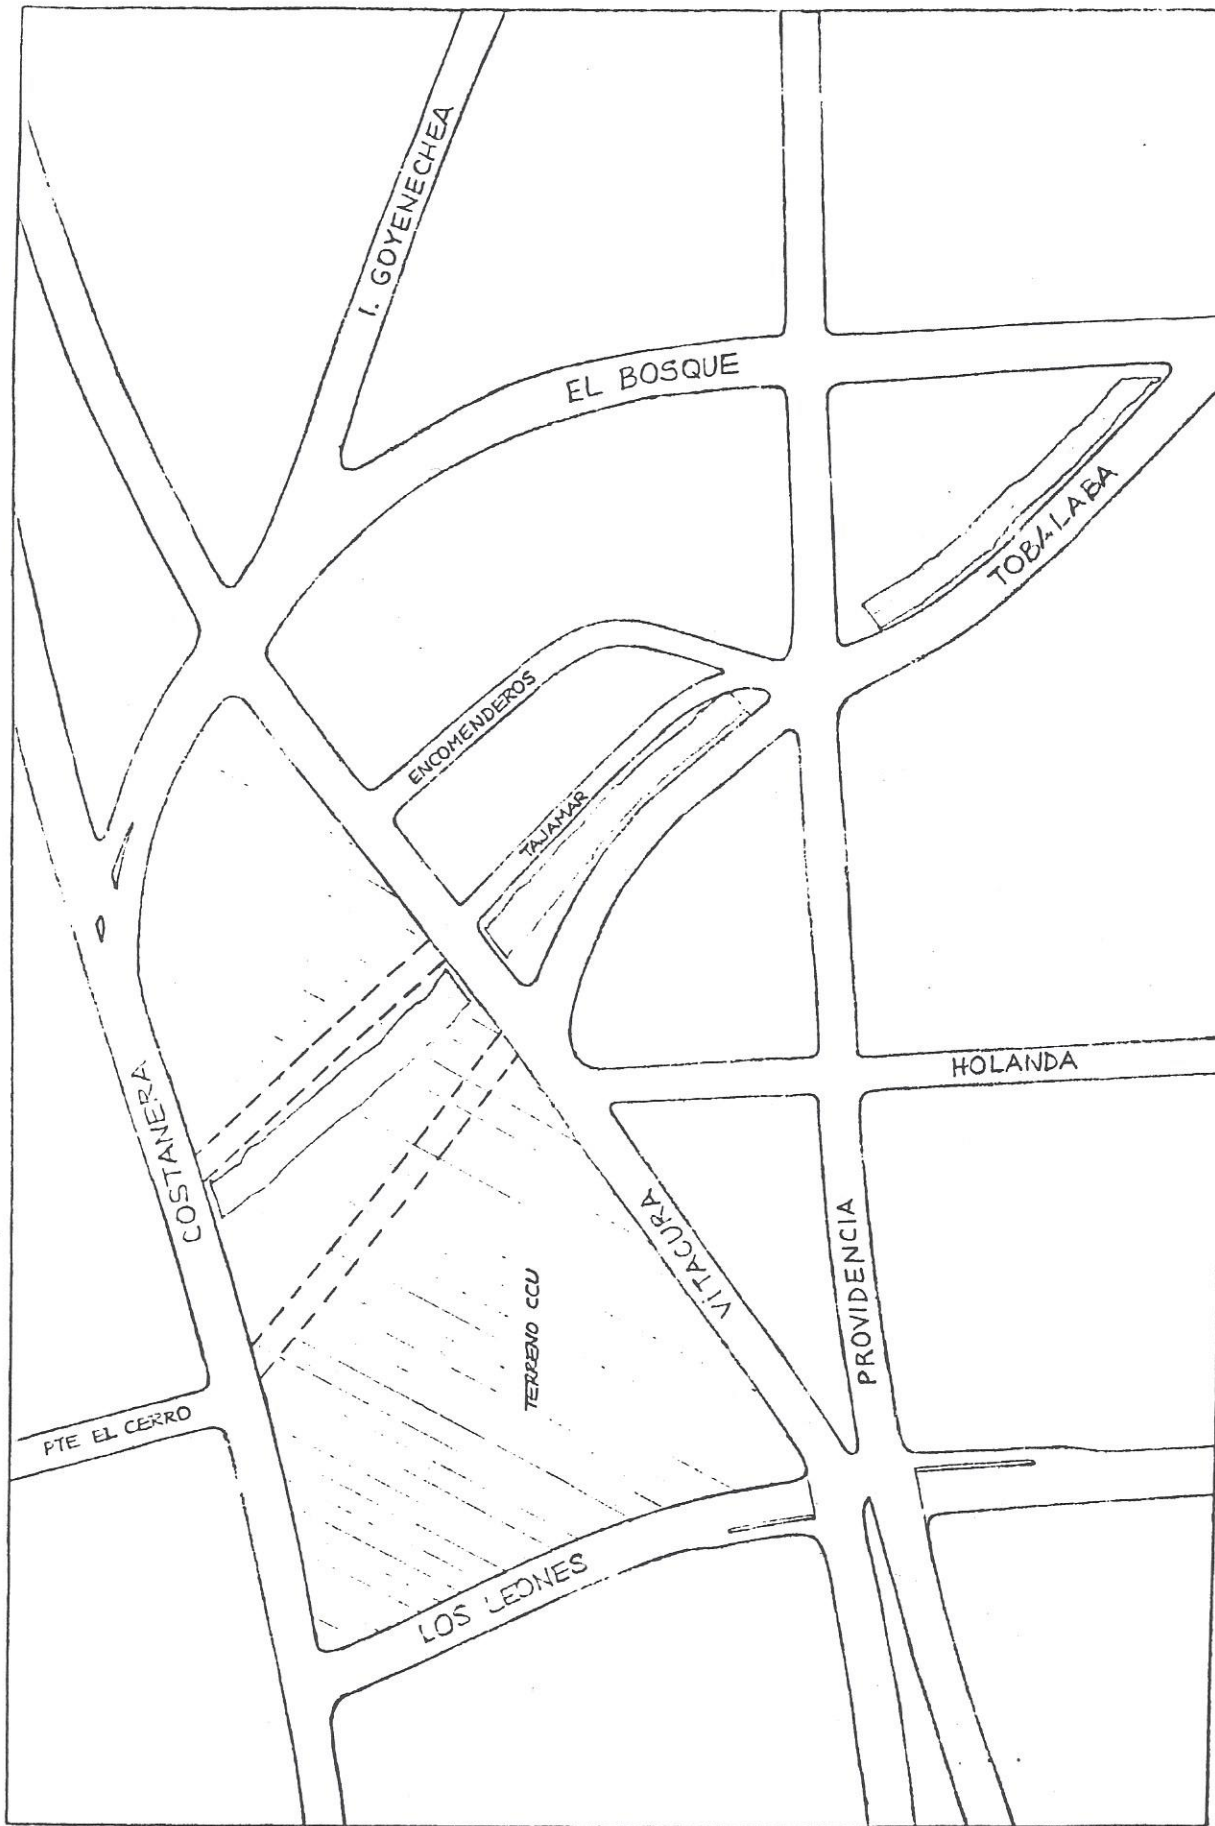 I. GOYENECHEA
EL BOSQUE
TOBALABA
ENCOMENDEROS
TAJAMAR
COSTANERA
HOLANDA
VITACURA
PROVIDENCIA
TERRENO CCU
PTE EL CERRO
LOS LEONES